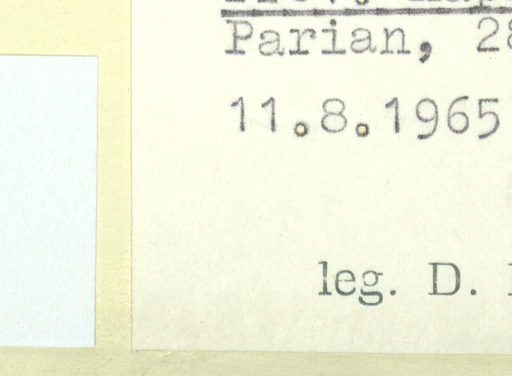 Parian, 28
11.8.1965
leg. D.